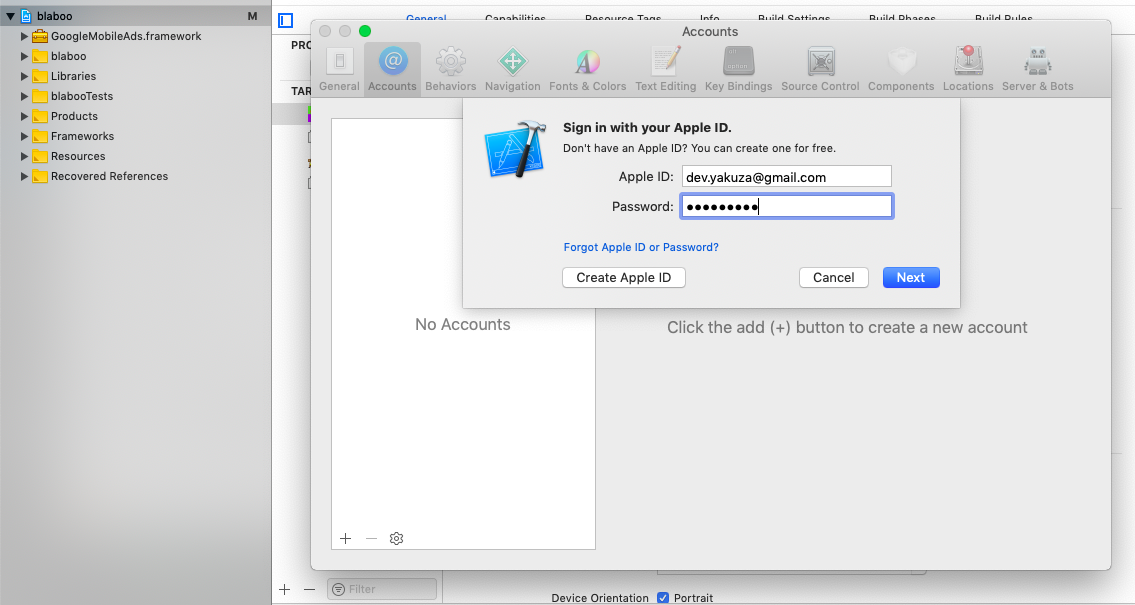 blaboo M
GoogleMobileAds.framework
blaboo
Libraries
blabooTests
Products
Frameworks
Resources
Recovered References
General Capabilities Resource Tags Info Build Settings Build Phases Build Rules
Accounts
General Accounts Behaviors Navigation Fonts & Colors Text Editing Key Bindings Source Control Components Locations Server & Bots
Sign in with your Apple ID.
Don't have an Apple ID? You can create one for free.
Apple ID: dev.yakuza@gmail.com
Password: ●●●●●●●●●
Forgot Apple ID or Password?
Create Apple ID Cancel Next
No Accounts
Click the add (+) button to create a new account
Filter
Device Orientation Portrait